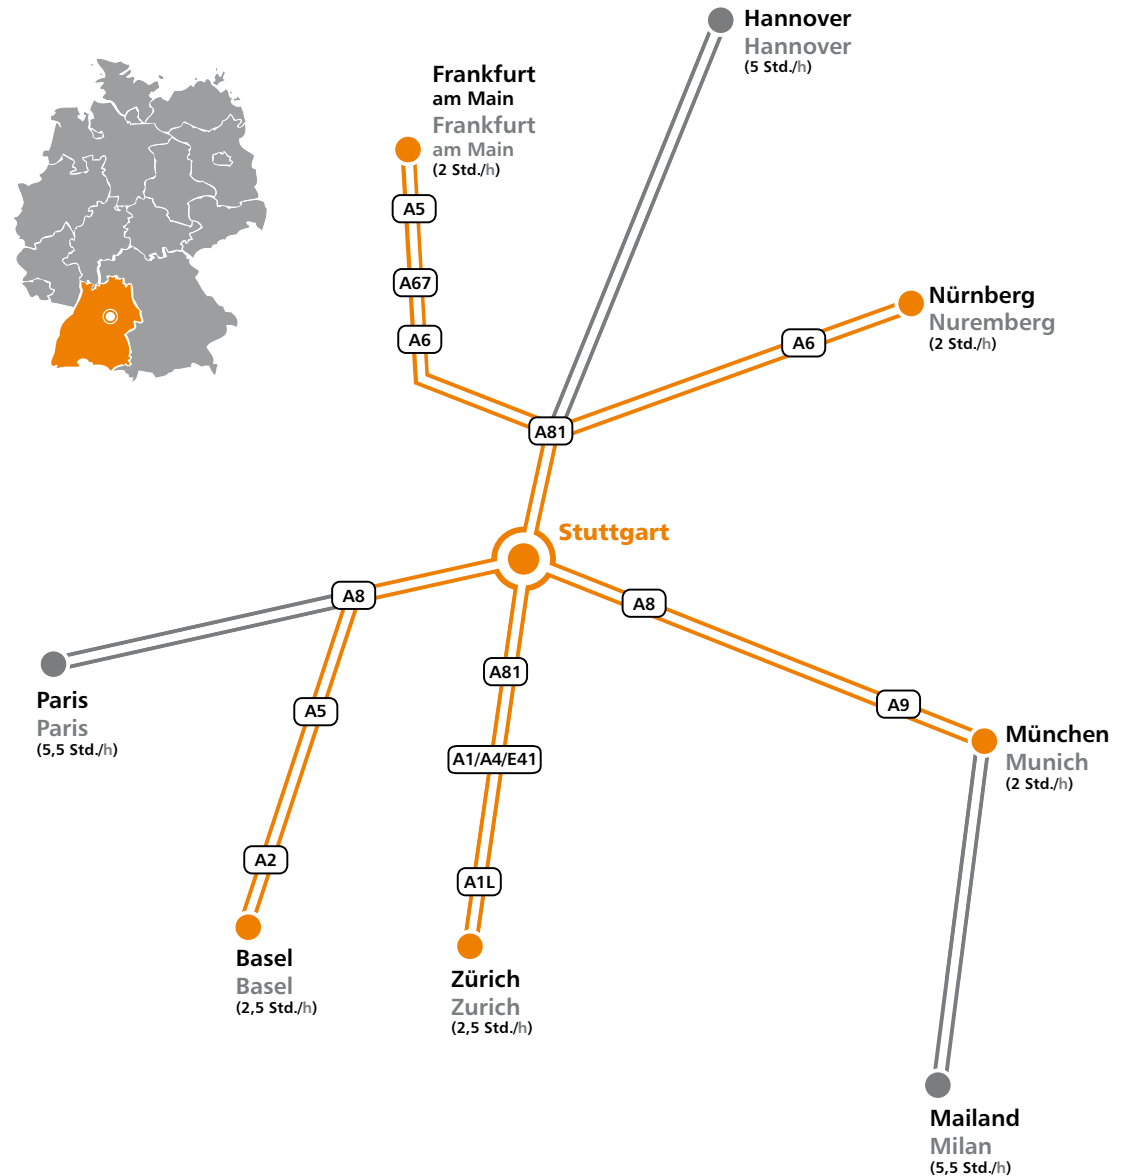 Hannover
Hannover
(5 Std./h)
Frankfurt
am Main
Frankfurt
am Main
(2 Std./h)
A5
A67
A6
Nürnberg
Nuremberg
(2 Std./h)
A6
A81
Stuttgart
A8
A8
Paris
Paris
(5,5 Std./h)
A81
A5
A9
München
Munich
(2 Std./h)
A1/A4/E41
A2
A1L
Basel
Basel
(2,5 Std./h)
Zürich
Zurich
(2,5 Std./h)
Mailand
Milan
(5,5 Std./h)